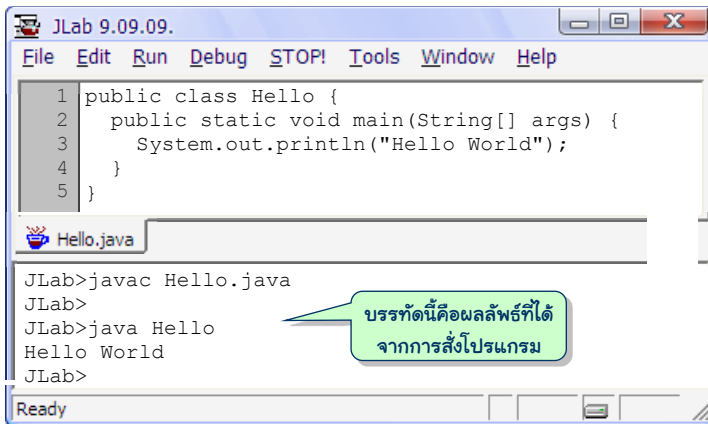 JLab 9.09.09.
File Edit Run Debug STOP! Tools Window Help
1 public class Hello {
2 public static void main(String[] args) {
3 System.out.println("Hello World");
4 }
5 }
Hello.java
JLab>javac Hello.java
JLab>
JLab>java Hello
Hello World
JLab>
บรรทัดนี้คือผลลัพธ์ที่ได้
จากการสั่งโปรแกรม
Ready